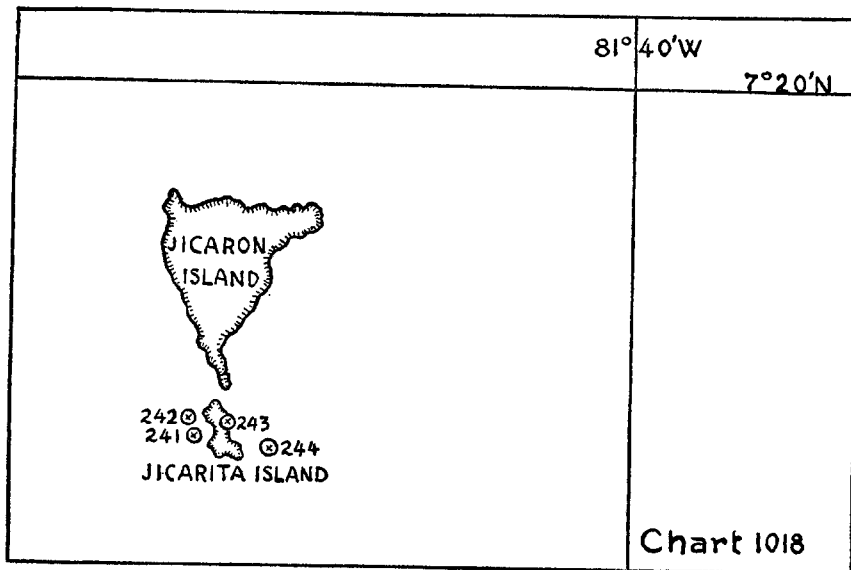 81°40'W
7°20'N
JICARON
ISLAND
242 243
241 244
JICARITA ISLAND
Chart 1018